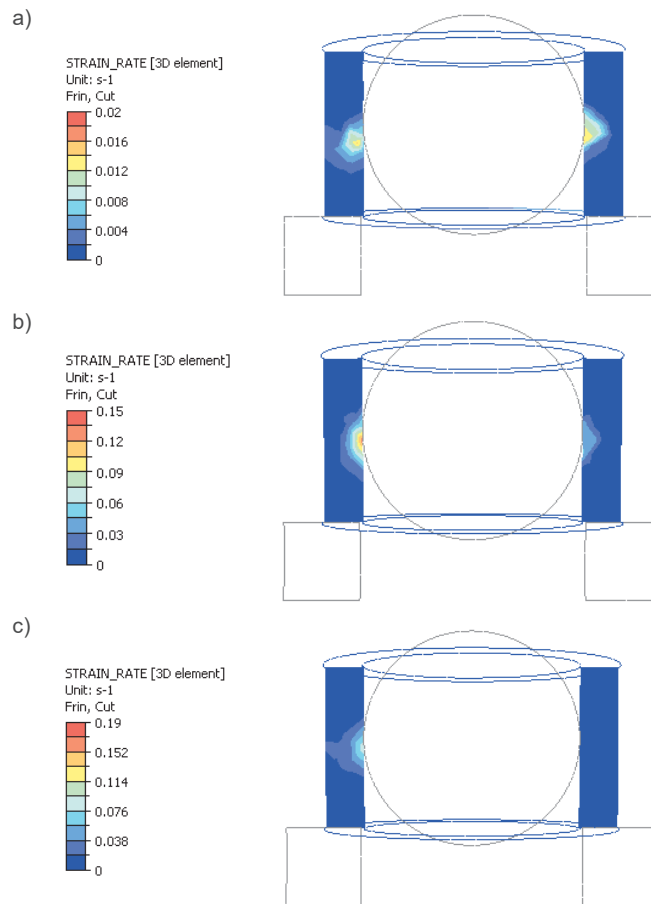 a)
STRAIN_RATE [3D element]
Unit: s-1
Frin, Cut
0.02
0.016
0.012
0.008
0.004
0
b)
STRAIN_RATE [3D element]
Unit: s-1
Frin, Cut
0.15
0.12
0.09
0.06
0.03
0
c)
STRAIN_RATE [3D element]
Unit: s-1
Frin, Cut
0.19
0.152
0.114
0.076
0.038
0